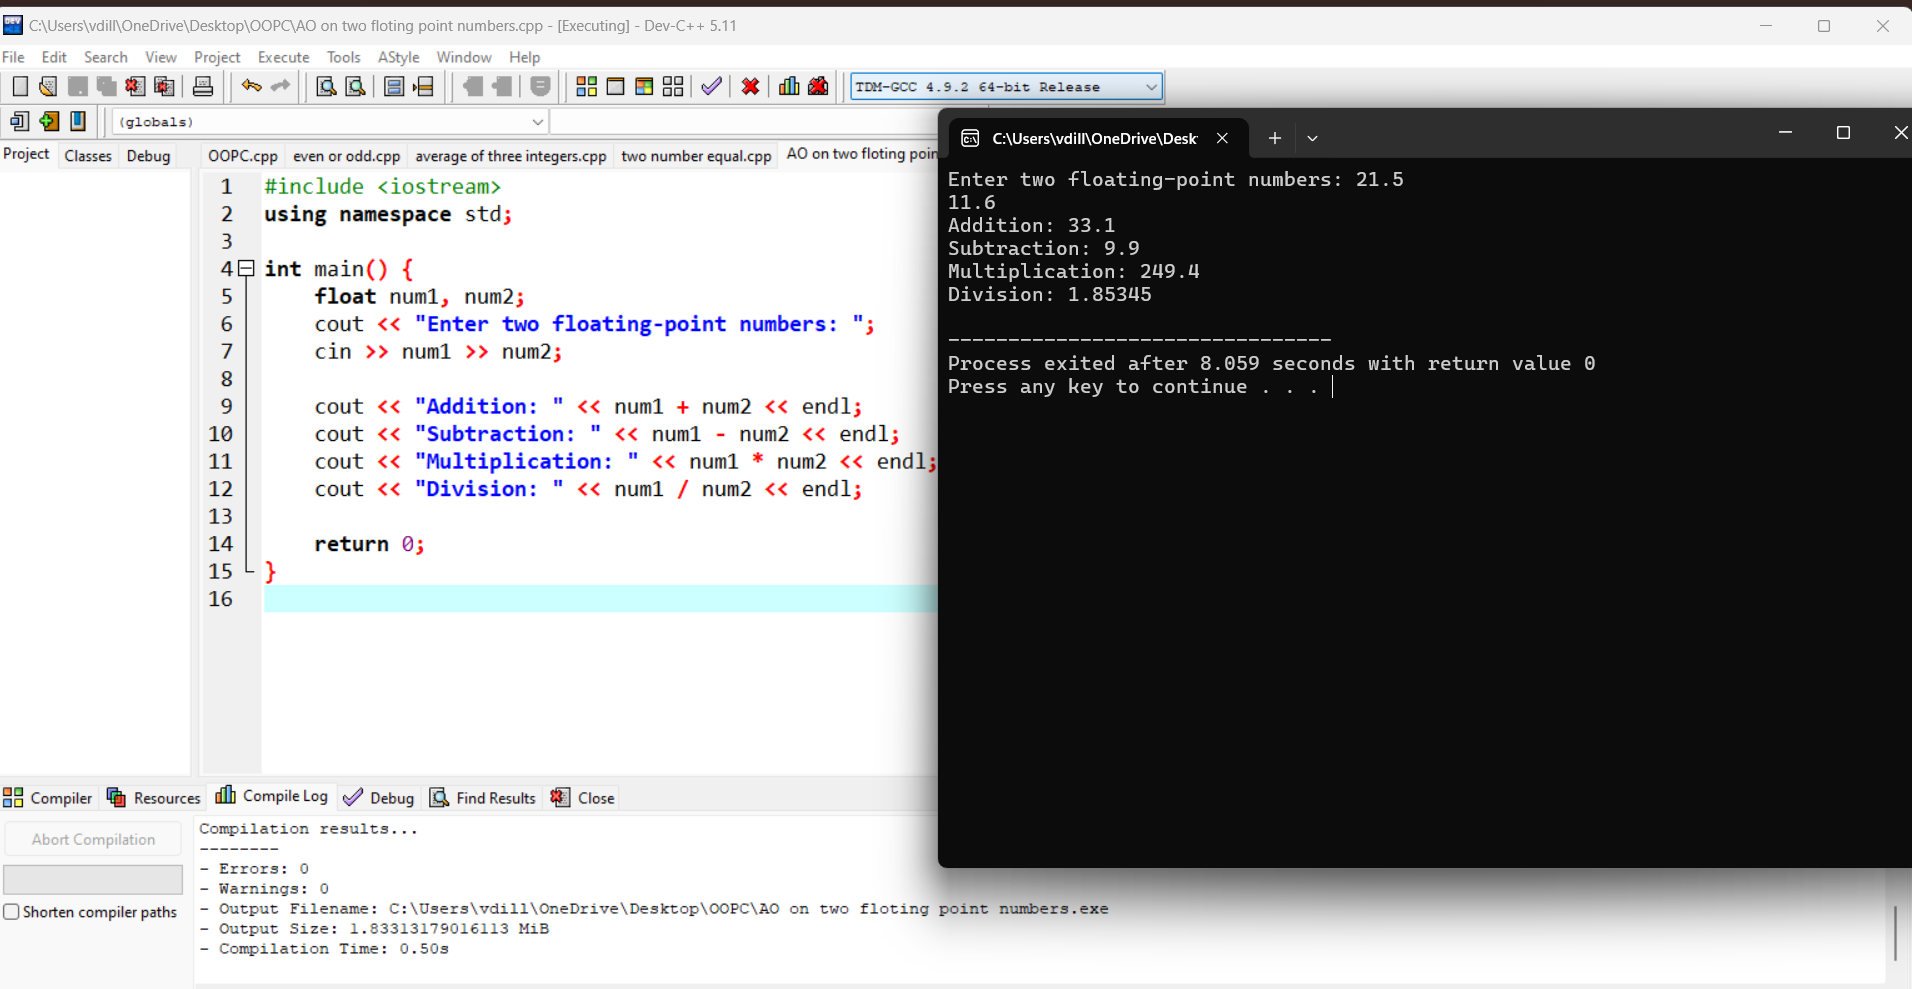 C:\Users\vdill\OneDrive\Desktop\OOPC\AO on two floting point numbers.cpp - [Executing] - Dev-C++ 5.11
File Edit Search View Project Execute Tools AStyle Window Help
TDM-GCC 4.9.2 64-bit Release
(globals)
Project Classes Debug
OOPC.cpp even or odd.cpp average of three integers.cpp two number equal.cpp AO on two floting poin
1 #include <iostream>
2 using namespace std;
3
4 int main() {
5 float num1, num2;
6 cout << "Enter two floating-point numbers: ";
7 cin >> num1 >> num2;
8
9 cout << "Addition: " << num1 + num2 << endl;
10 cout << "Subtraction: " << num1 - num2 << endl;
11 cout << "Multiplication: " << num1 * num2 << endl;
12 cout << "Division: " << num1 / num2 << endl;
13
14 return 0;
15 }
16
C:\Users\vdill\OneDrive\Desk
Enter two floating-point numbers: 21.5
11.6
Addition: 33.1
Subtraction: 9.9
Multiplication: 249.4
Division: 1.85345
--------------------------------
Process exited after 8.059 seconds with return value 0
Press any key to continue . . .
Compiler Resources Compile Log Debug Find Results Close
Abort Compilation
Shorten compiler paths
Compilation results...
--------
- Errors: 0
- Warnings: 0
- Output Filename: C:\Users\vdill\OneDrive\Desktop\OOPC\AO on two floting point numbers.exe
- Output Size: 1.83313179016113 MiB
- Compilation Time: 0.50s